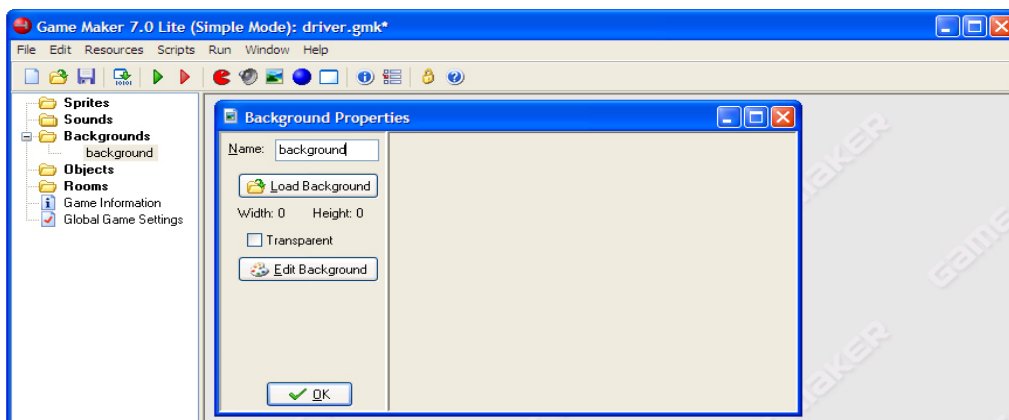 Game Maker 7.0 Lite (Simple Mode): driver.gmk*
File Edit Resources Scripts Run Window Help
Sprites
Sounds
Backgrounds
background
Objects
Rooms
Game Information
Global Game Settings
Background Properties
Name: background
Load Background
Width: 0 Height: 0
Transparent
Edit Background
OK
GAME MAKER